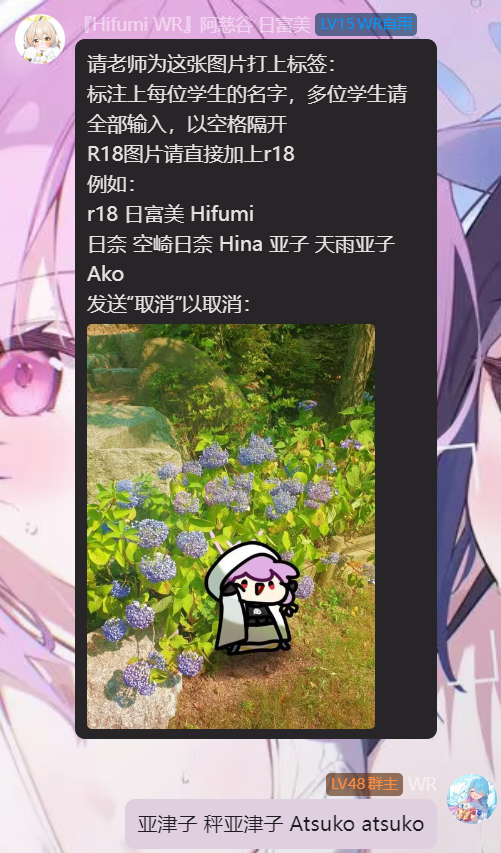 『Hifumi WR』阿慈谷 日富美 LV15 WR自用
请老师为这张图片打上标签：
标注上每位学生的名字，多位学生请
全部输入，以空格隔开
R18图片请直接加上r18
例如：
r18 日富美 Hifumi
日奈 空崎日奈 Hina 亚子 天雨亚子
Ako
发送“取消”以取消：
LV48 群主 WR
亚津子 秤亚津子 Atsuko atsuko